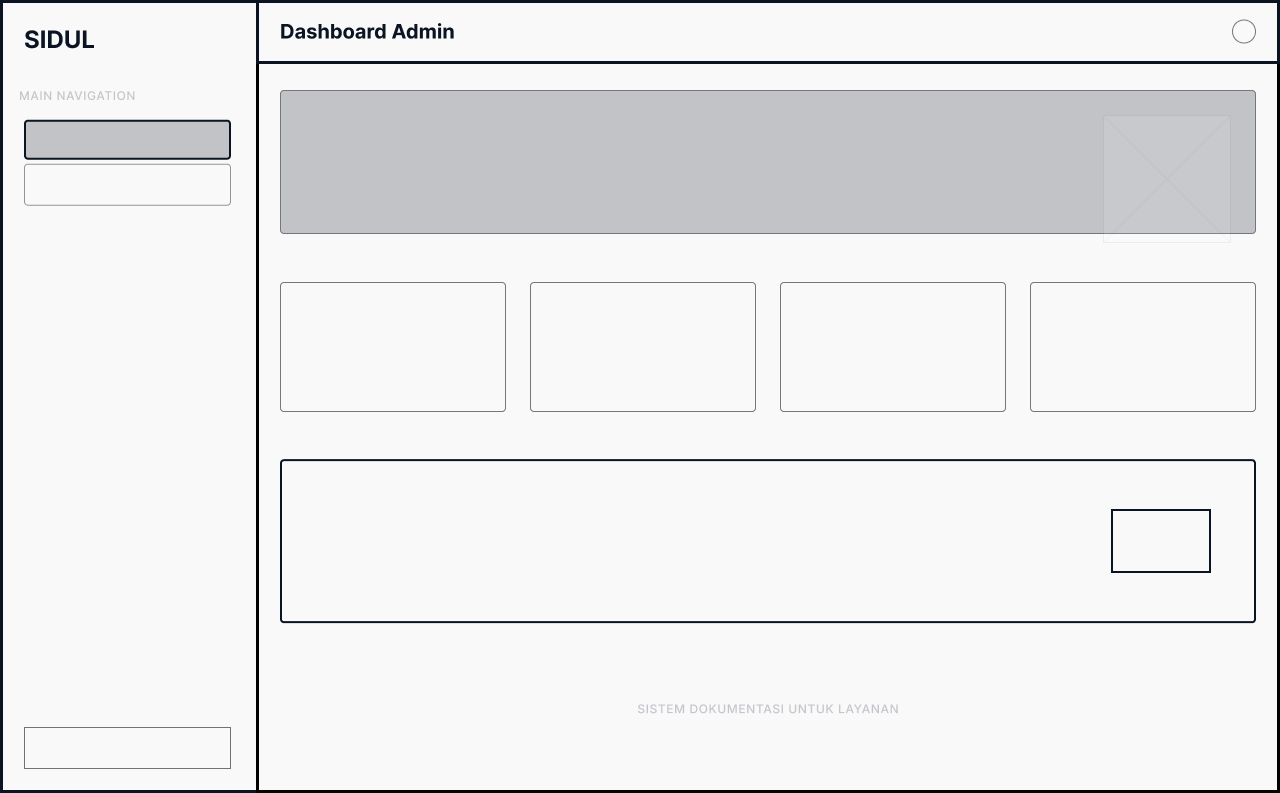 SIDUL
Dashboard Admin
MAIN NAVIGATION
SISTEM DOKUMENTASI UNTUK LAYANAN